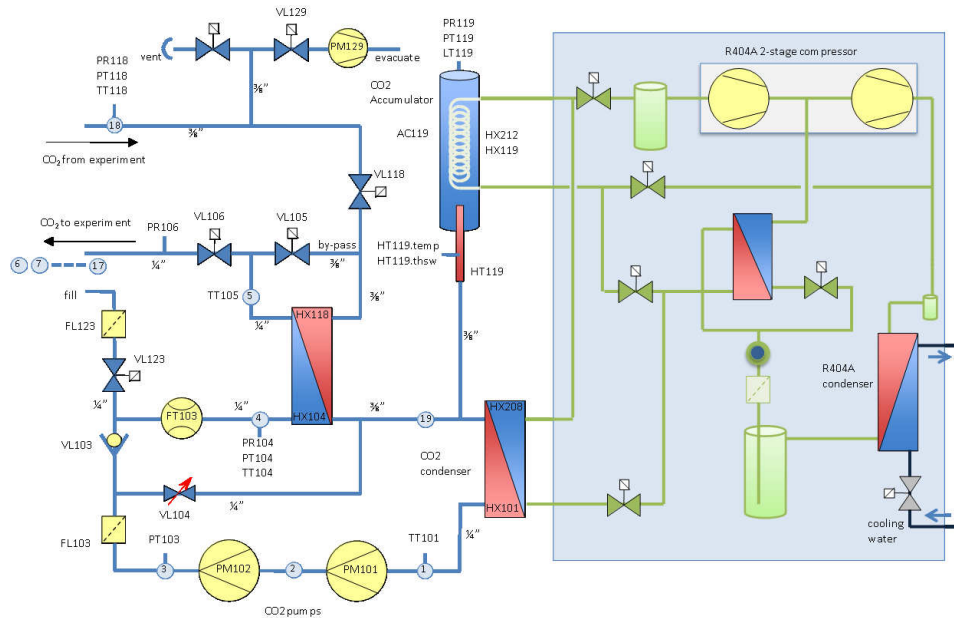 VL129
PR118
PT118
TT118
vent
PM129
evacuate
⅜”
18
⅜”
CO2 from experiment
VL118
CO2 to experiment
PR106
VL106
VL105
by-pass
¼”
⅜”
6
7
17
TT105
5
¼”
⅜”
fill
FL123
VL123
¼”
HX118
HX104
FT103
¼”
4
PR104
PT104
TT104
⅜”
19
VL103
VL104
¼”
FL103
PT103
3
PM102
2
PM101
TT101
1
¼”
CO2 pumps
PR119
PT119
LT119
CO2
Accumulator
AC119
HX212
HX119
HT119.temp
HT119.thsw
HT119
⅜”
CO2
condenser
HX208
HX101
R404A 2-stage compressor
R404A
condenser
cooling
water